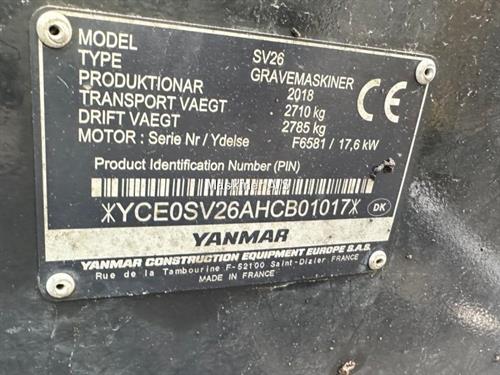 MODEL SV26
TYPE GRAVEMASKINER
PRODUKTIONAR 2018
TRANSPORT VAEGT 2710 kg
DRIFT VAEGT 2785 kg
MOTOR : Serie Nr / Ydelse F6581 / 17,6 kW
CE
Product Identification Number (PIN)
*YCE0SV26AHCB01017*
DK
YANMAR
YANMAR CONSTRUCTION EQUIPMENT EUROPE S.A.S.
Rue de la Tambourine F-52100 Saint-Dizier FRANCE
MADE IN FRANCE